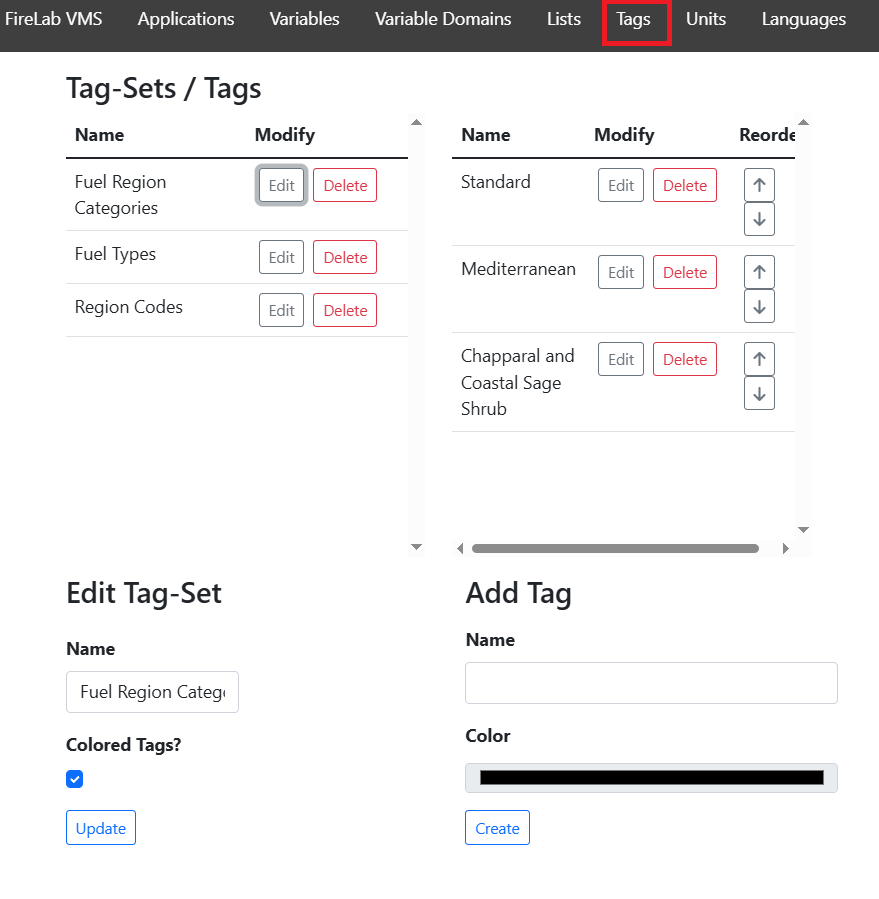 FireLab VMS Applications Variables Variable Domains Lists Tags Units Languages
Tag-Sets / Tags
Name Modify
Fuel Region
Categories
Edit Delete
Fuel Types Edit Delete
Region Codes Edit Delete
Name Modify Reorde
Standard Edit Delete
Mediterranean Edit Delete
Chapparal and
Coastal Sage
Shrub
Edit Delete
Edit Tag-Set
Name
Fuel Region Catego
Colored Tags?
Update
Add Tag
Name
Color
Create